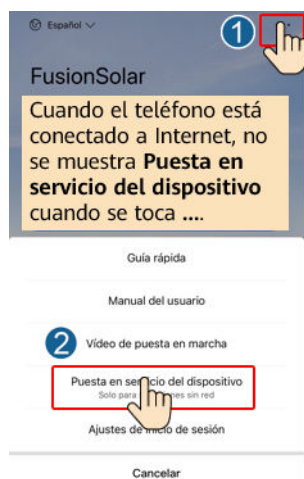 Español
1
FusionSolar
Cuando el teléfono está
conectado a Internet, no
se muestra Puesta en
servicio del dispositivo
cuando se toca ....
Guía rápida
Manual del usuario
2 Vídeo de puesta en marcha
Puesta en servicio del dispositivo
Solo para sin red
Ajustes de inicio de sesión
Cancelar